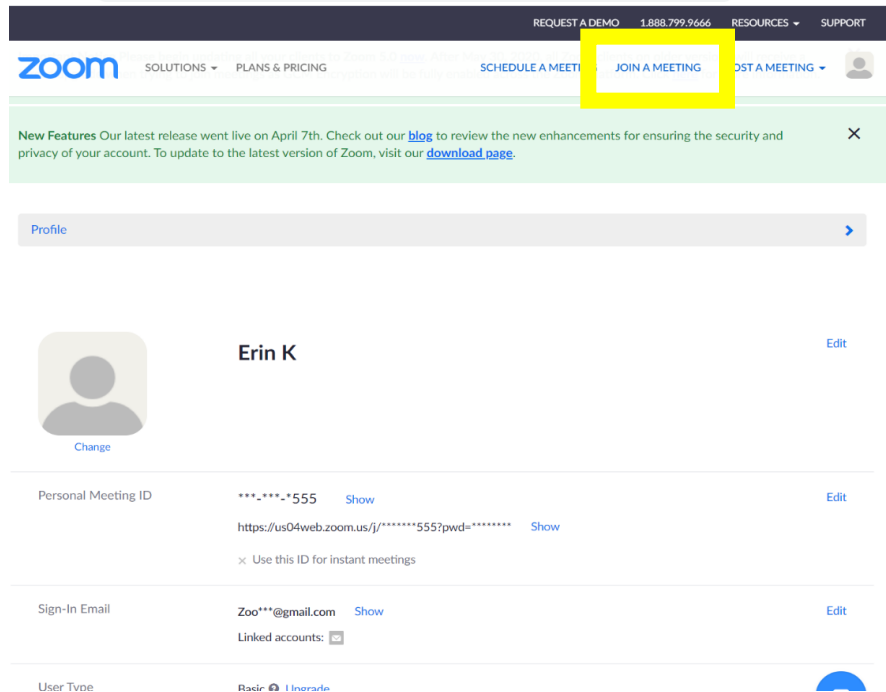 REQUEST A DEMO 1.888.799.9666 RESOURCES SUPPORT
zoom SOLUTIONS PLANS & PRICING SCHEDULE A MEETI JOIN A MEETING OST A MEETING
New Features Our latest release went live on April 7th. Check out our blog to review the new enhancements for ensuring the security and
privacy of your account. To update to the latest version of Zoom, visit our download page.
Profile
Erin K Edit
Change
Personal Meeting ID ***-***-*555 Show Edit
https://us04web.zoom.us/j/*******555?pwd=******** Show
× Use this ID for instant meetings
Sign-In Email Zoo***@gmail.com Show Edit
Linked accounts:
User Type Basic Upgrade